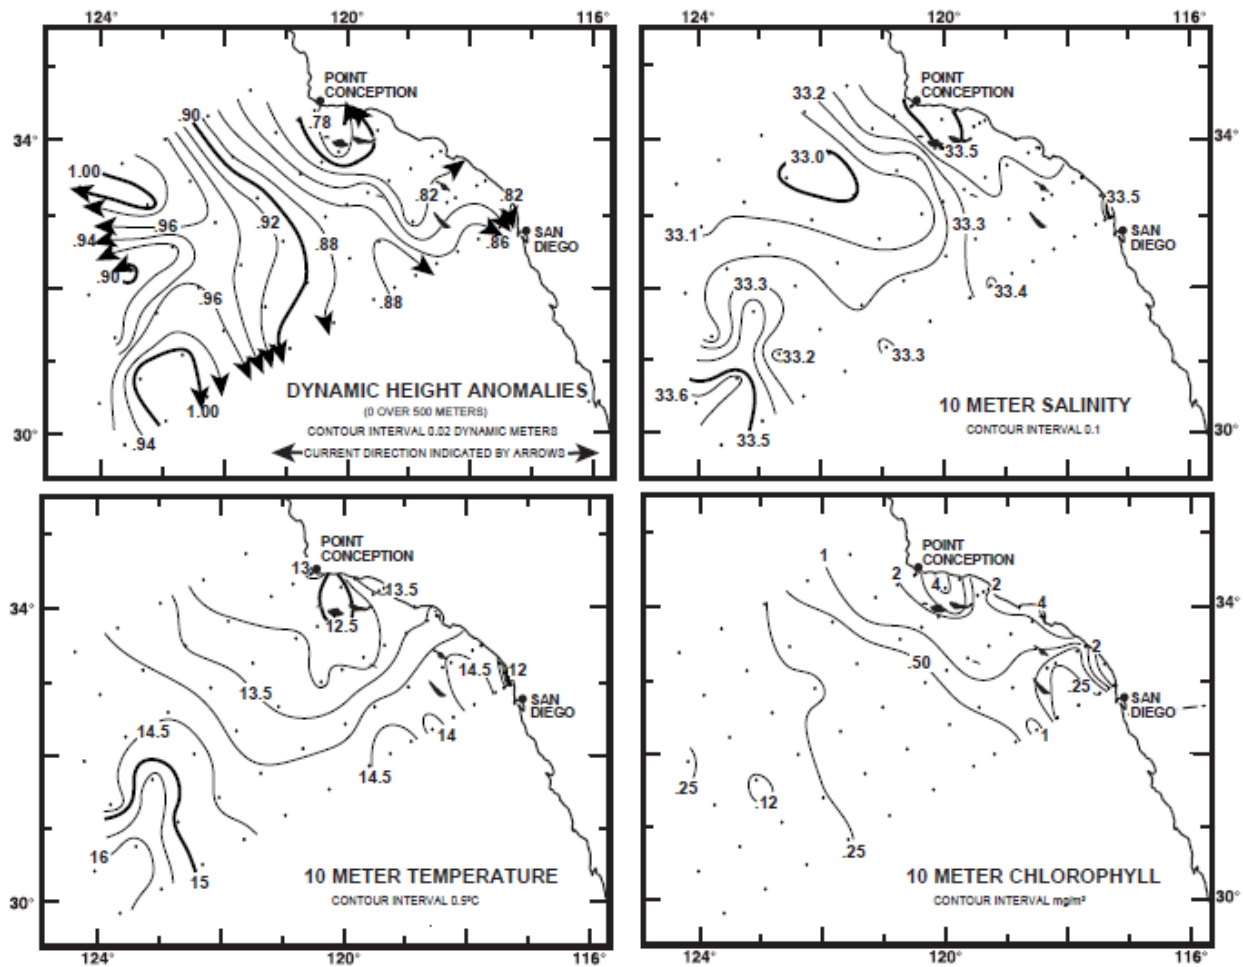 124°
120°
116°
POINT
CONCEPTION
.90
.78
34°
1.00
.82
.82
.96
.92
.94
.88
.86
SAN
DIEGO
.90
.96
.88
DYNAMIC HEIGHT ANOMALIES
(0 OVER 500 METERS)
CONTOUR INTERVAL 0.02 DYNAMIC METERS
CURRENT DIRECTION INDICATED BY ARROWS
1.00
.94
30°
120°
116°
33.2
POINT
CONCEPTION
34°
33.5
33.0
33.5
33.3
33.1
SAN
DIEGO
33.3
33.4
33.2
33.3
33.6
33.5
10 METER SALINITY
CONTOUR INTERVAL 0.1
30°
POINT
CONCEPTION
13
13.5
34°
12.5
14.5
12
13.5
SAN
DIEGO
14.5
14
14.5
16
15
10 METER TEMPERATURE
CONTOUR INTERVAL 0.5ºC
30°
124°
120°
116°
1
POINT
CONCEPTION
2
4
2
4
34°
2
.50
.25
SAN
DIEGO
1
.25
.12
.25
10 METER CHLOROPHYLL
CONTOUR INTERVAL mg/m³
30°
120°
116°